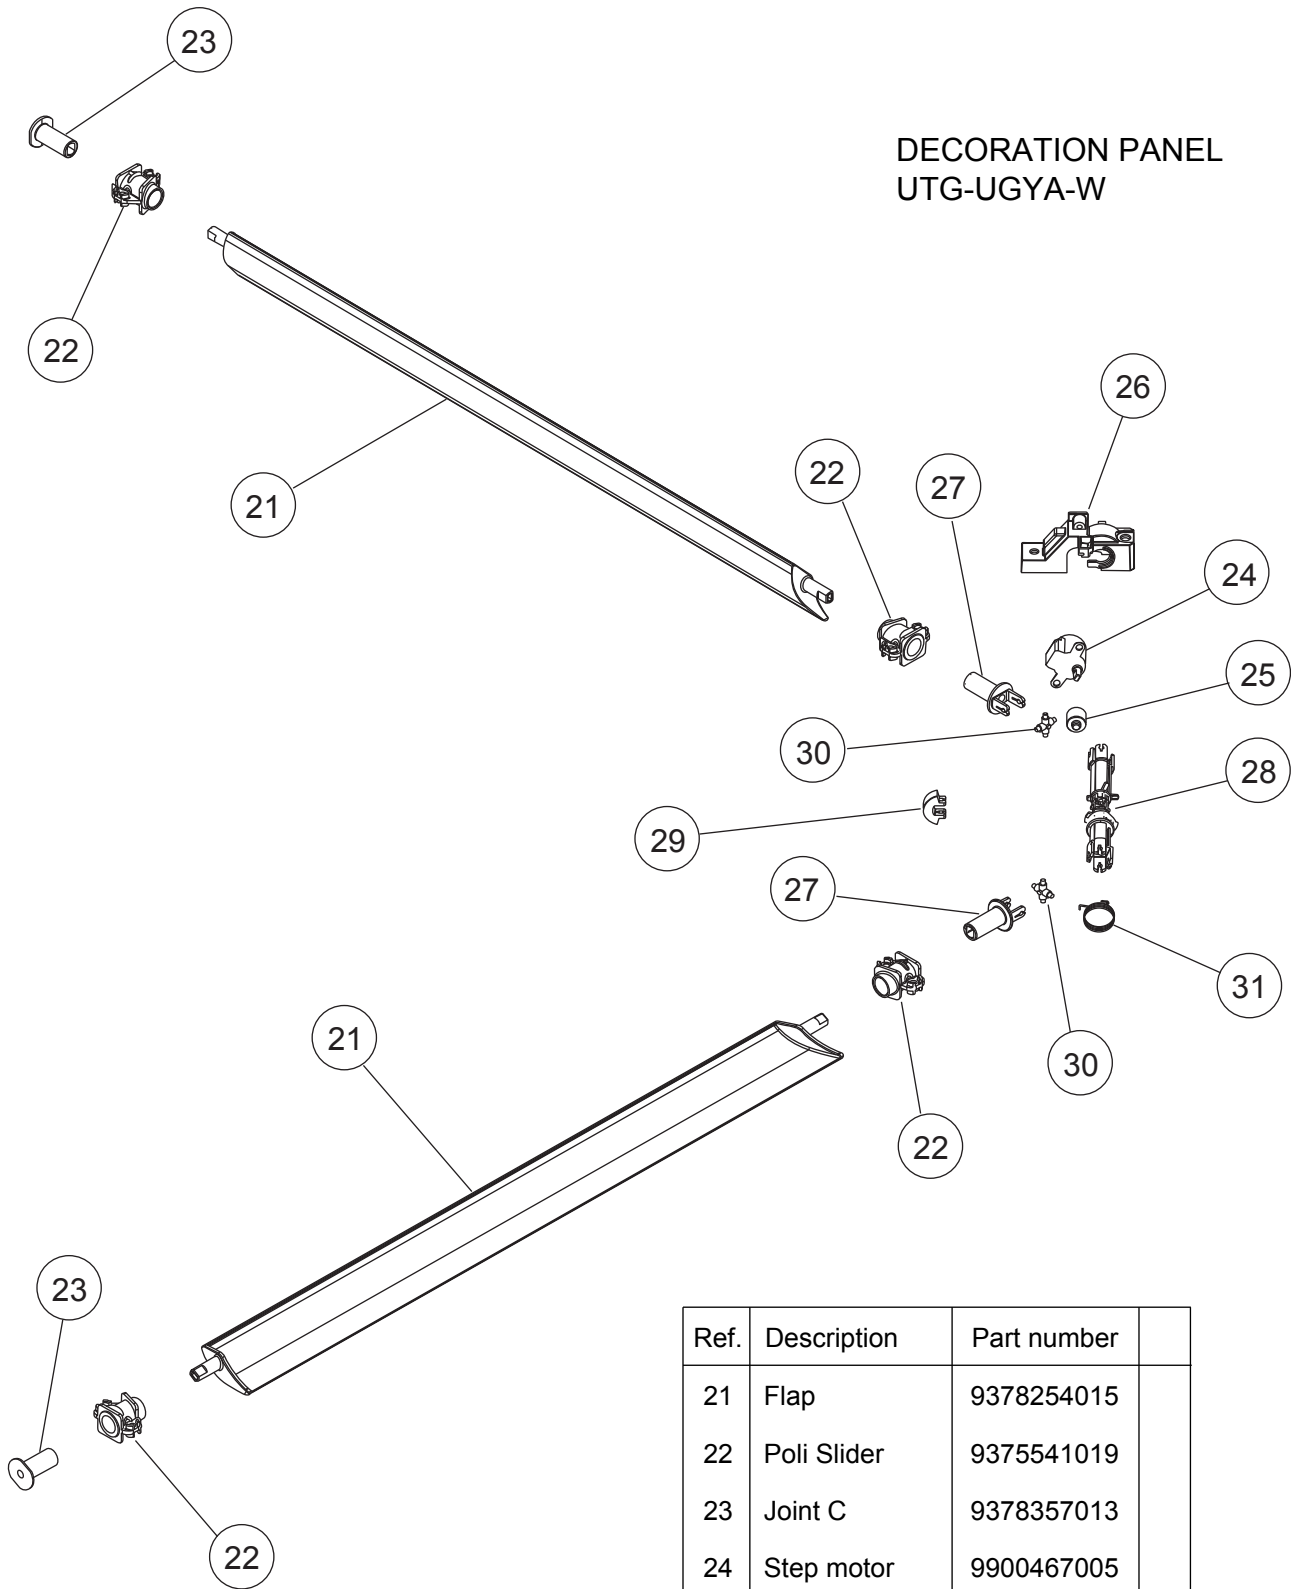 23
DECORATION PANEL
UTG-UGYA-W
22
26
21
22
27
24
25
30
28
29
27
31
21
30
22
23
22
Ref. Description Part number
21 Flap 9378254015
22 Poli Slider 9375541019
23 Joint C 9378357013
24 Step motor 9900467005